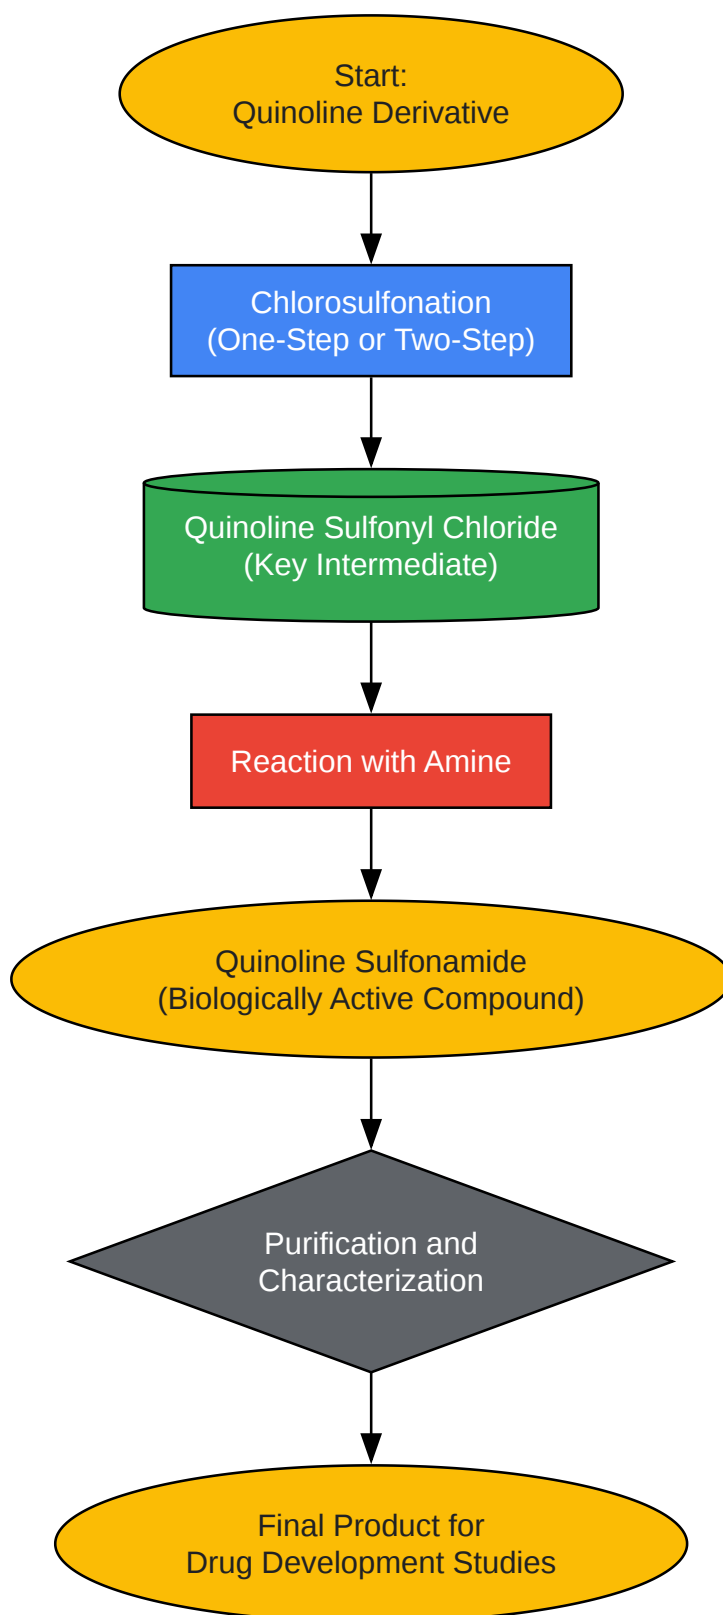 Start:
Quinoline Derivative
Chlorosulfonation
(One-Step or Two-Step)
Quinoline Sulfonyl Chloride
(Key Intermediate)
Reaction with Amine
Quinoline Sulfonamide
(Biologically Active Compound)
Purification and
Characterization
Final Product for
Drug Development Studies